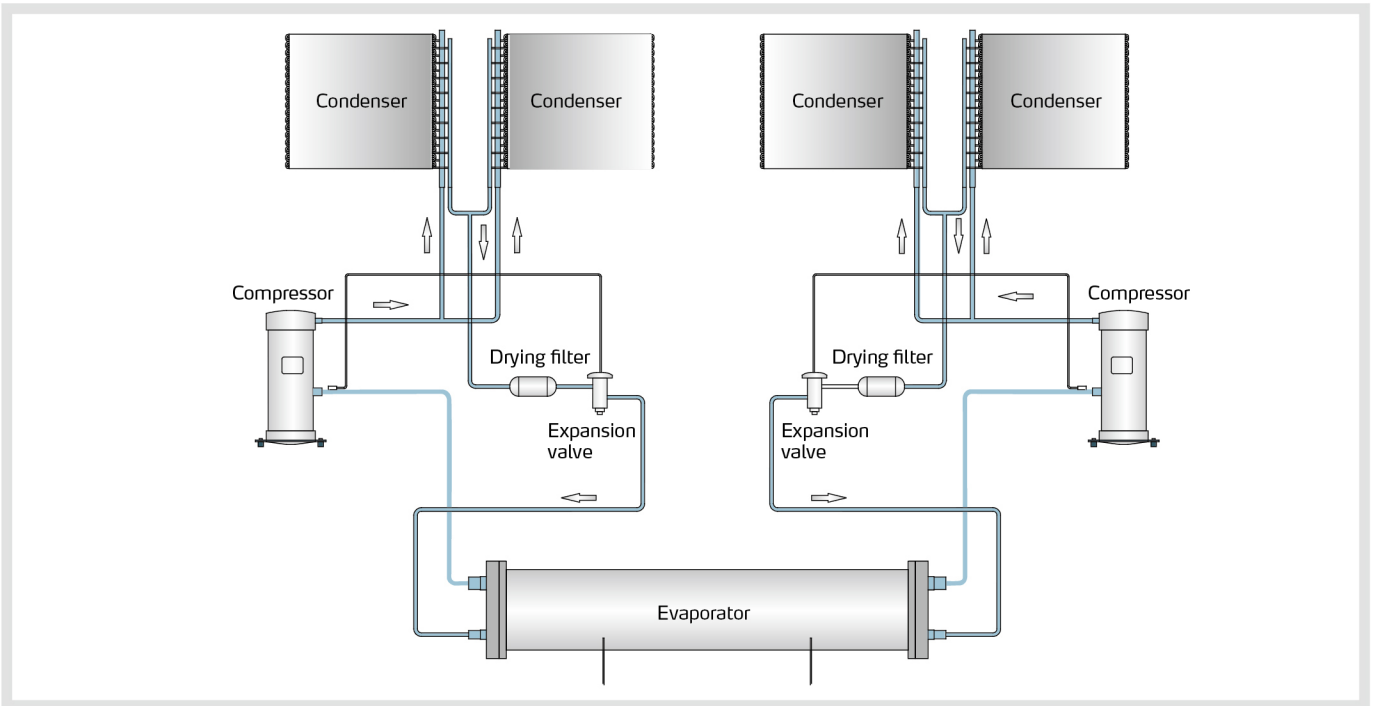 Condenser
Condenser
Condenser
Condenser
Compressor
Compressor
Drying filter
Drying filter
Expansion
valve
Expansion
valve
Evaporator